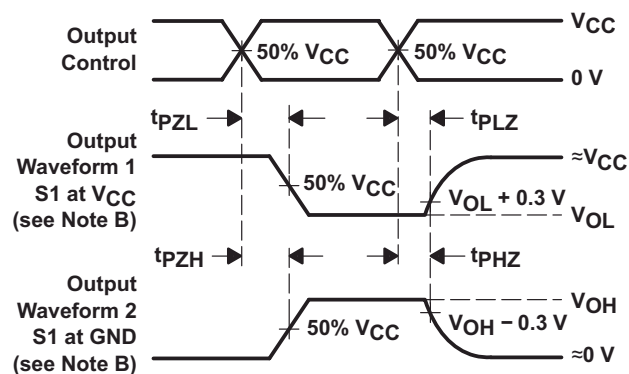 Output
Control
50% VCC
50% VCC
VCC
0 V
tPZL
tPLZ
Output
Waveform 1
S1 at VCC
(see Note B)
50% VCC
≈VCC
VOL + 0.3 V
VOL
tPZH
tPHZ
Output
Waveform 2
S1 at GND
(see Note B)
50% VCC
VOH
VOH − 0.3 V
≈0 V